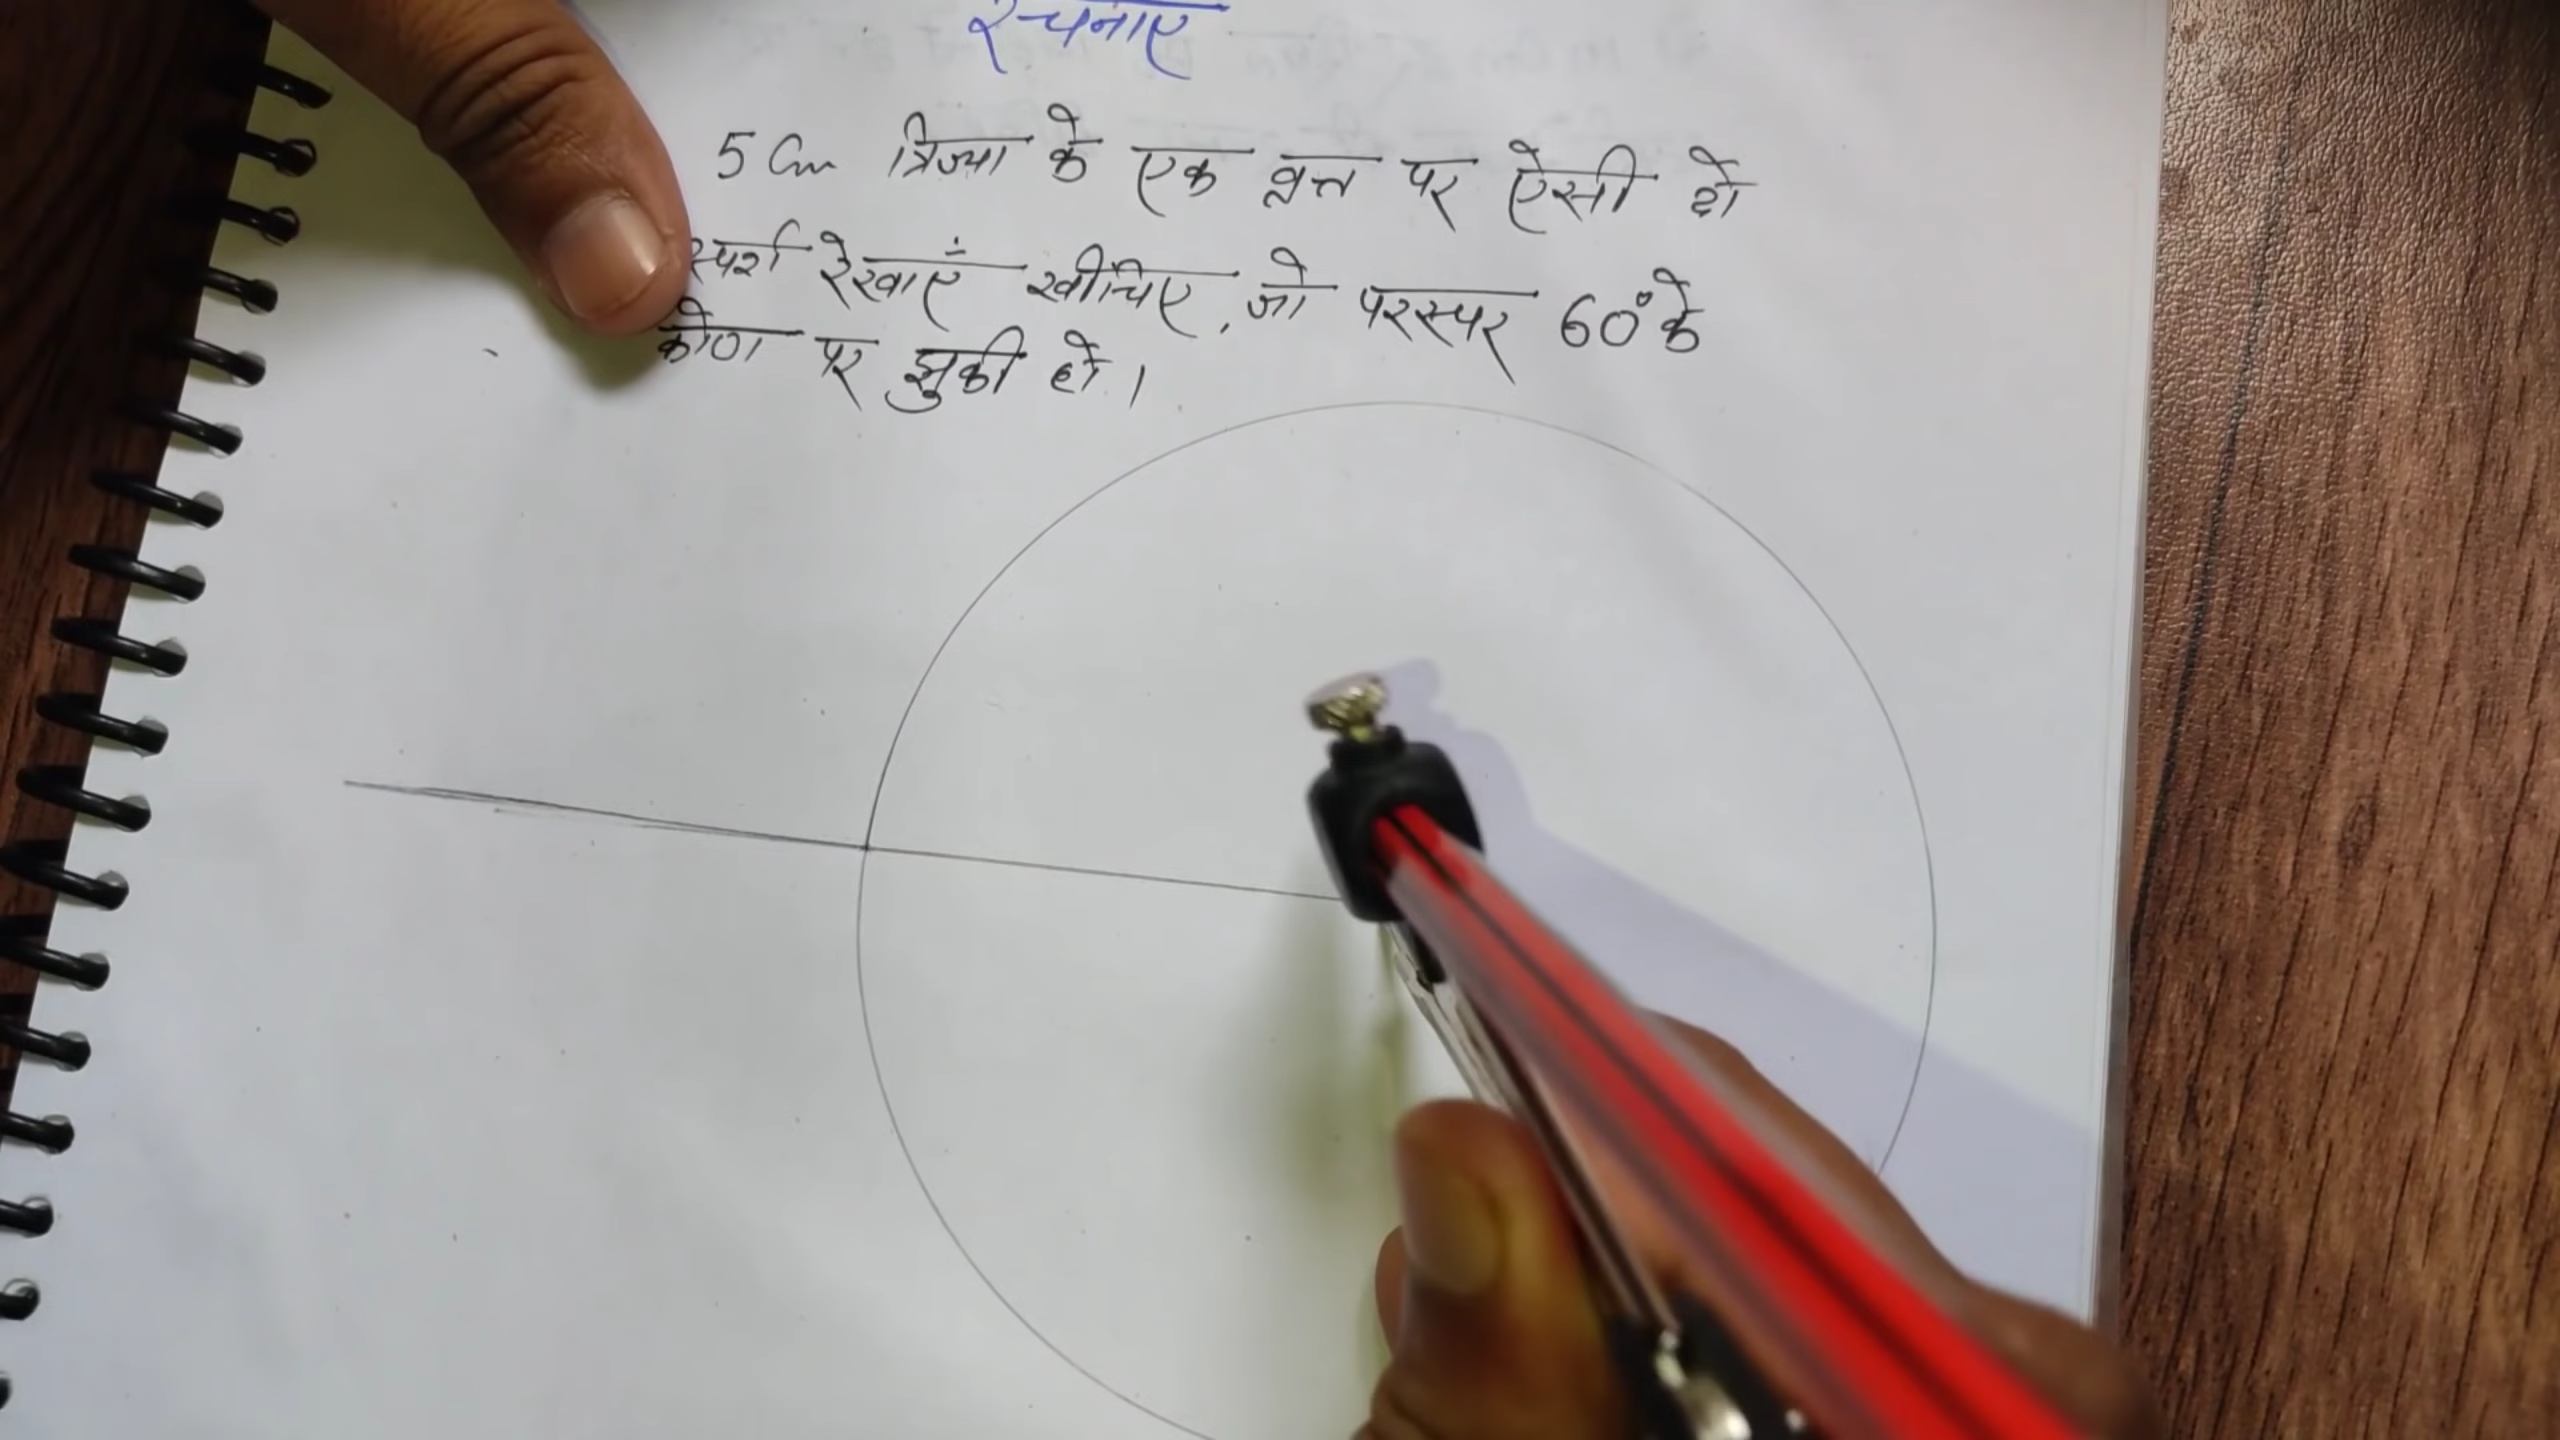 रचनाएं
5 Cm त्रिज्या के एक वृत्त पर ऐसी दो
स्पर्श रेखाएं खींचिए, जो परस्पर 60° के
कोण पर झुकी हो।